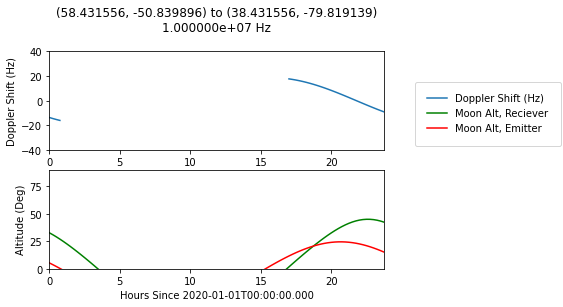 (58.431556, -50.839896) to (38.431556, -79.819139)
1.000000e+07 Hz
Doppler Shift (Hz)
40
20
0
−20
−40
0
5
10
15
20
Doppler Shift (Hz)
Moon Alt, Reciever
Moon Alt, Emitter
Altitude (Deg)
75
50
25
0
0
5
10
15
20
Hours Since 2020-01-01T00:00:00.000